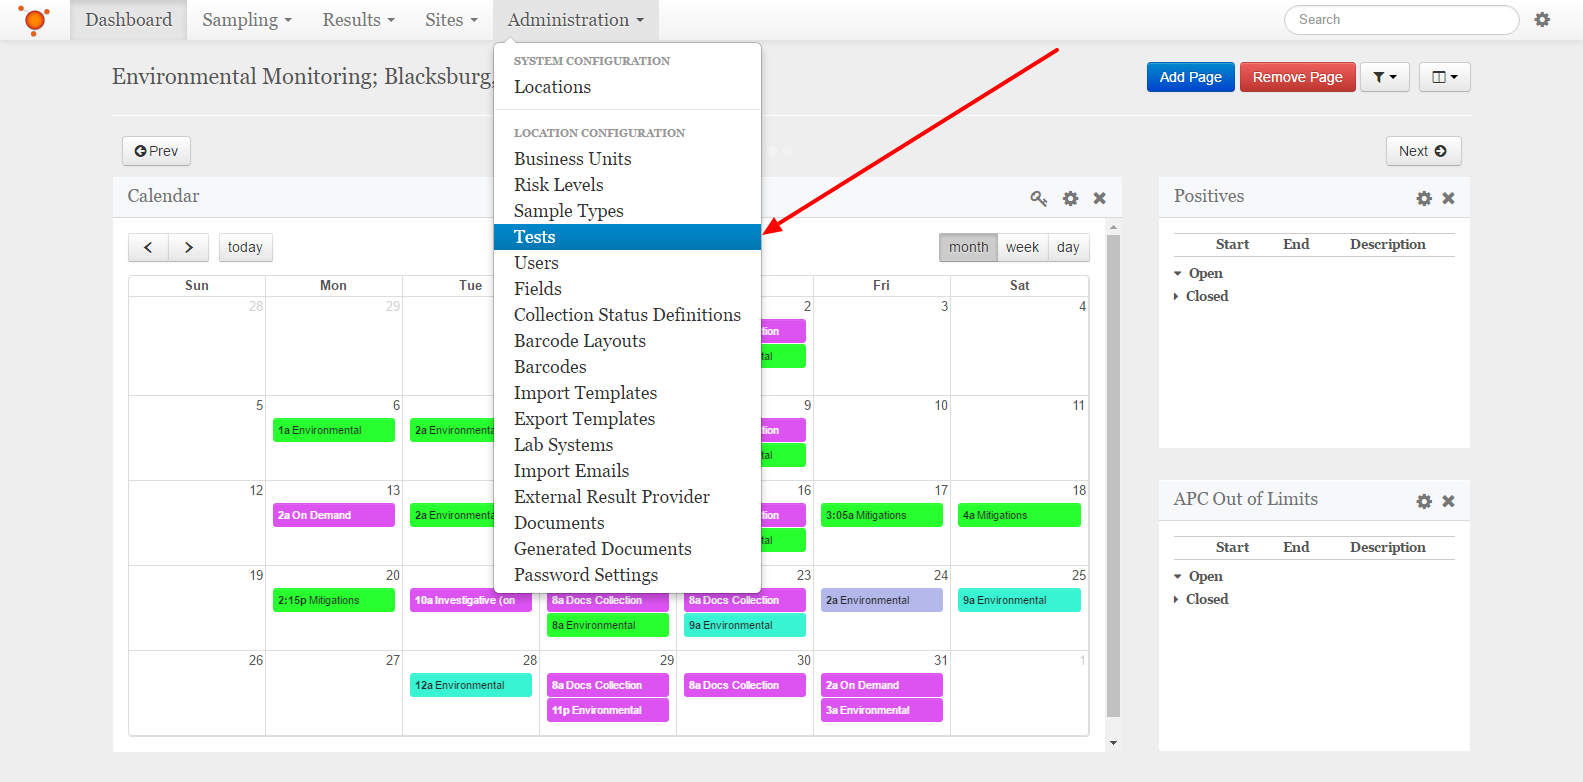 Dashboard Sampling Results Sites Administration Search
Environmental Monitoring; Blacksburg, Add Page Remove Page
SYSTEM CONFIGURATION
Locations
LOCATION CONFIGURATION
Business Units
Risk Levels
Sample Types
Tests
Users
Fields
Collection Status Definitions
Barcode Layouts
Barcodes
Import Templates
Export Templates
Lab Systems
Import Emails
External Result Provider
Documents
Generated Documents
Password Settings
Prev Next
Calendar
today month week day
Sun Mon Tue Fri Sat
28 29 2 3 4
5 6 9 10 11
1a Environmental 2a Environmenta
12 13 16 17 18
2a On Demand 2a Environmenta 3:05a Mitigations 4a Mitigations
19 20 23 24 25
2:15p Mitigations 10a Investigative (on 8a Docs Collection 8a Docs Collection 2a Environmental 9a Environmental
8a Environmental 9a Environmental
26 27 28 29 30 31 1
12a Environmental 8a Docs Collection 8a Docs Collection 2a On Demand
11p Environmental 3a Environmental
Positives
Start End Description
Open
Closed
APC Out of Limits
Start End Description
Open
Closed